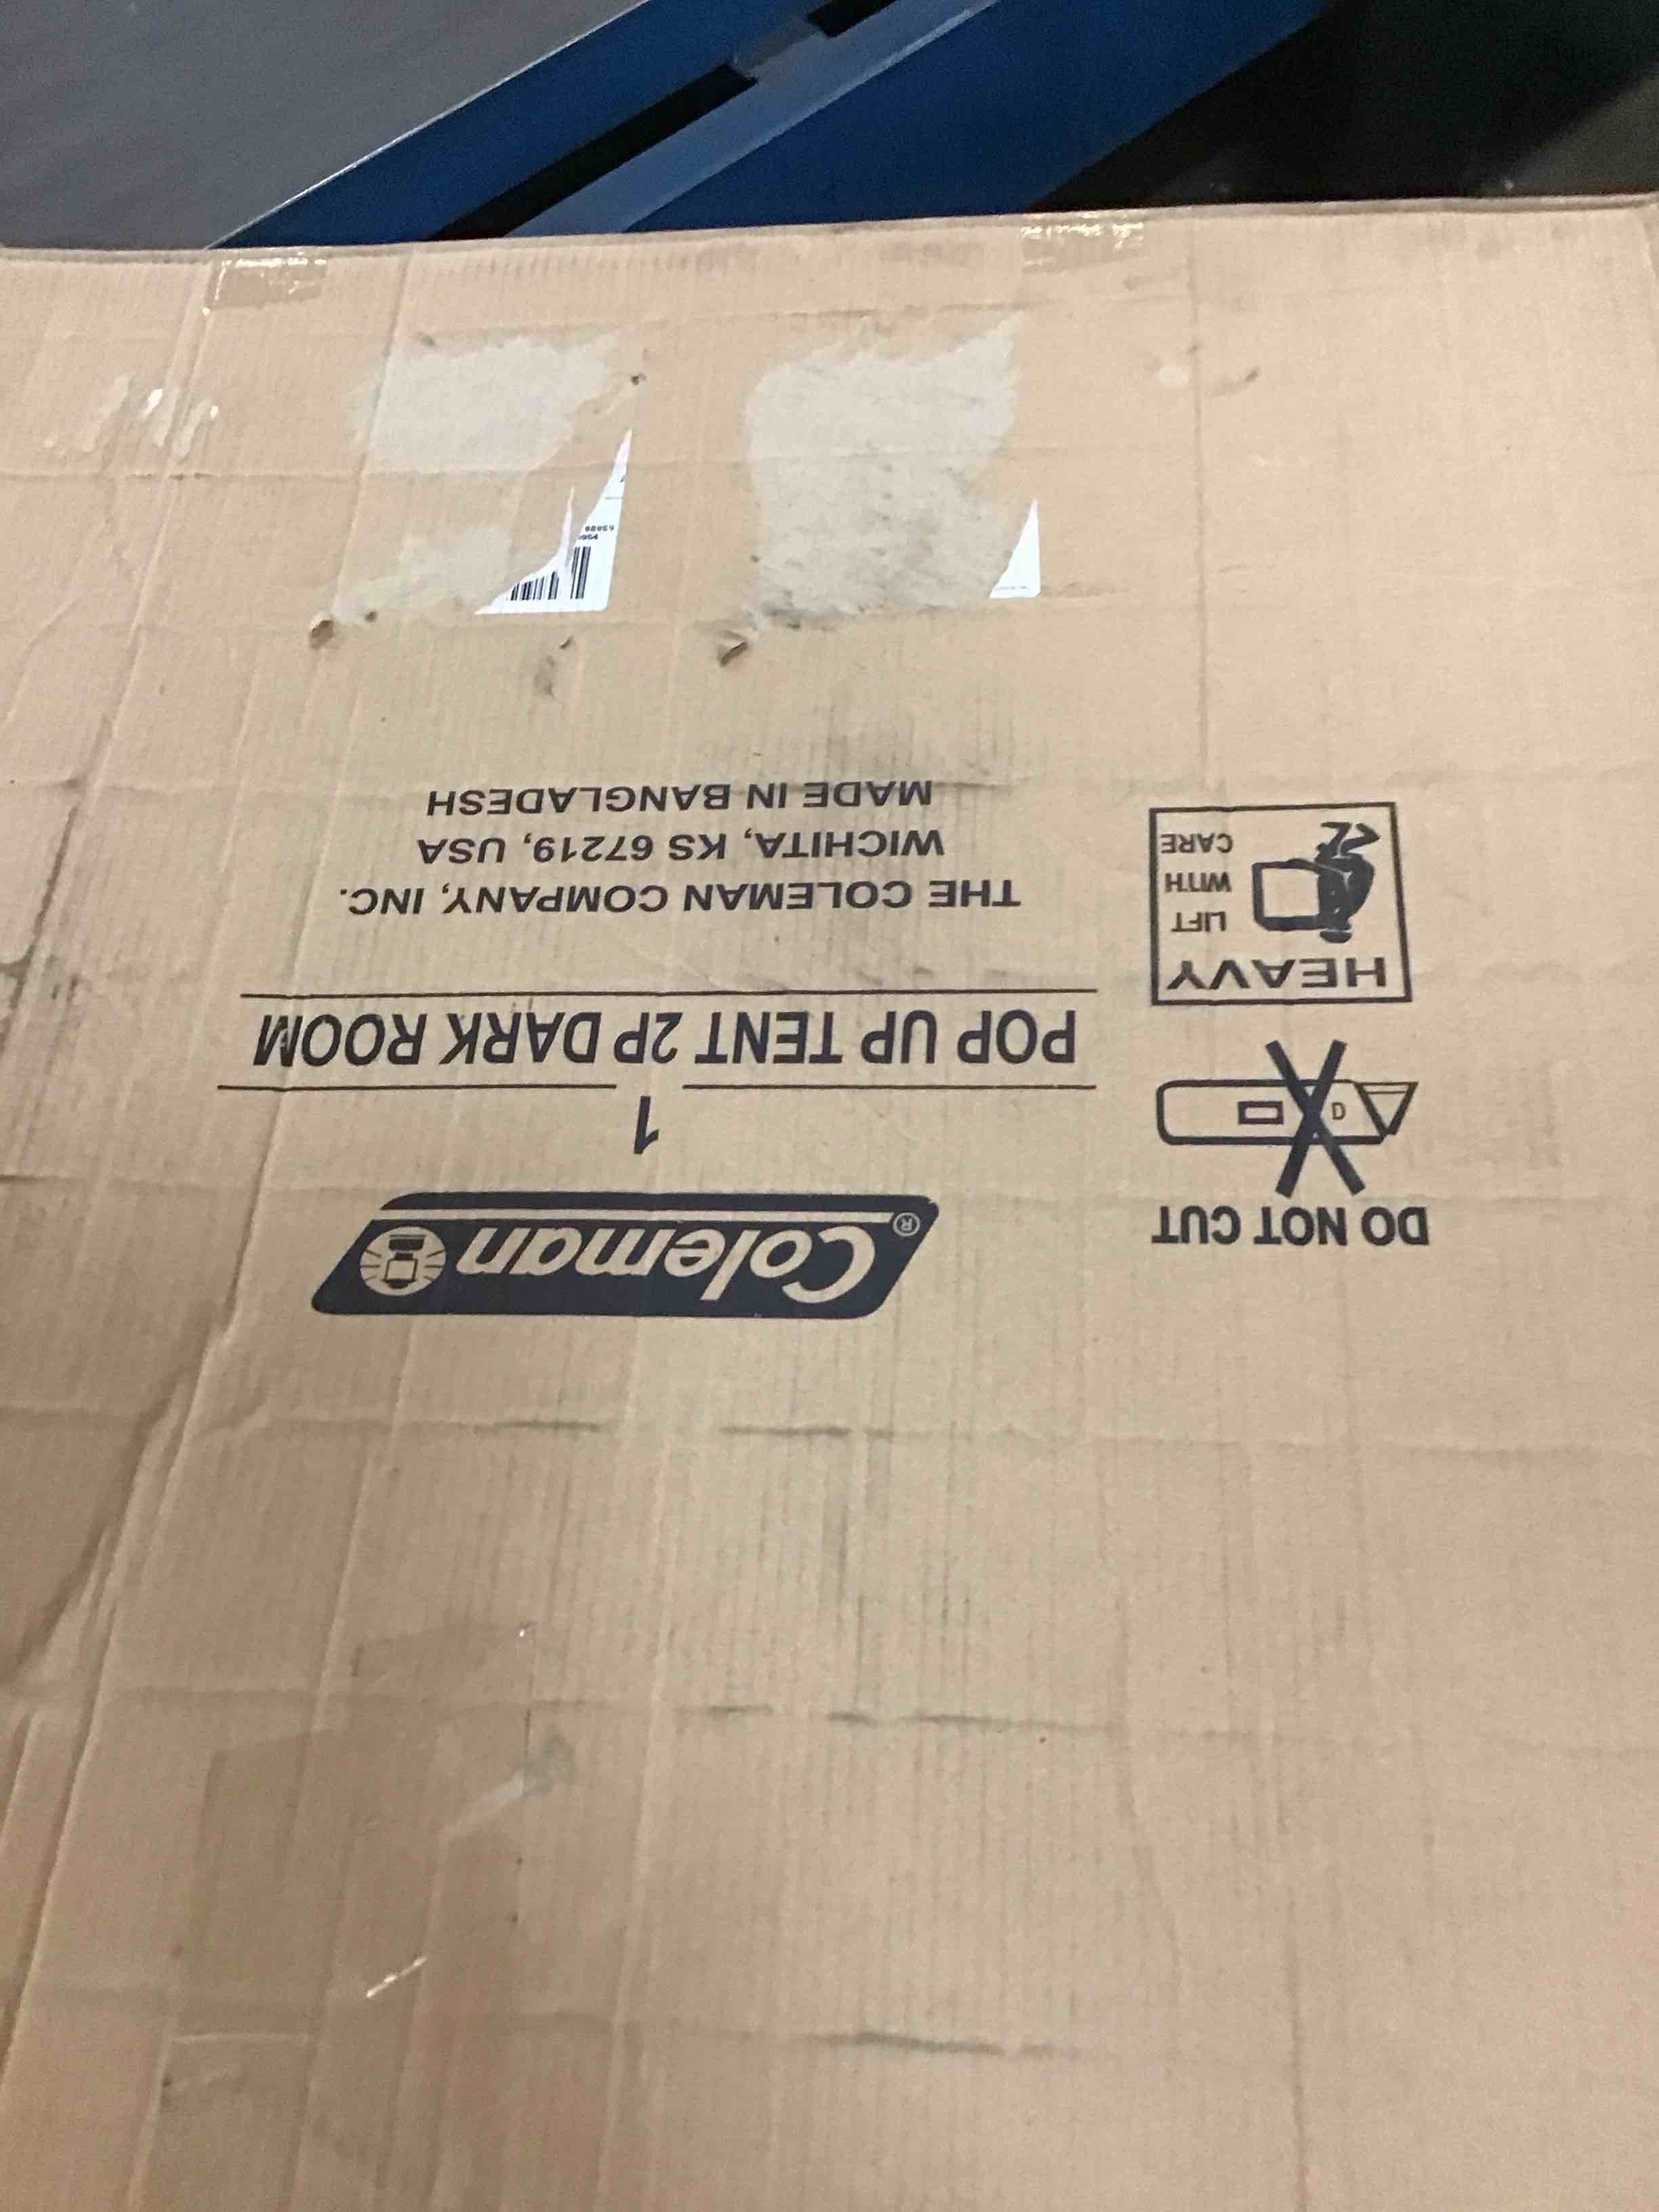 DO NOT CUT
HEAVY
LIFT
WITH
CARE
Coleman®
1
POP UP TENT 2P DARK ROOM
THE COLEMAN COMPANY, INC.
WICHITA, KS 67219, USA
MADE IN BANGLADESH